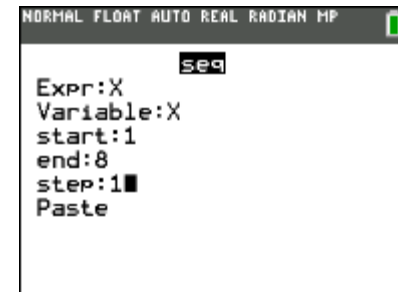 NORMAL FLOAT AUTO REAL RADIAN MP
seq
Expr:X
Variable:X
start:1
end:8
step:1
Paste